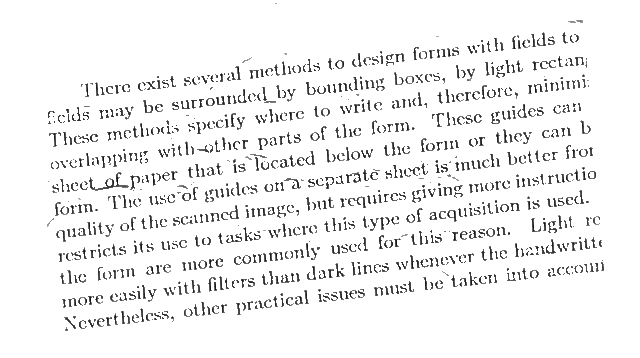 There exist several methods to design forms with fields to
fields may be surrounded by bounding boxes, by light rectan
These methods specify where to write and, therefore, minimi
overlapping with other parts of the form. These guides can
sheet of paper that is located below the form or they can b
form. The use of guides on a separate sheet is much better fror
quality of the scanned image, but requires giving more instructio
restricts its use to tasks where this type of acquisition is used.
the form are more commonly used for this reason. Light re
more easily with filters than dark lines whenever the handwritte
Nevertheless, other practical issues must be taken into accoun